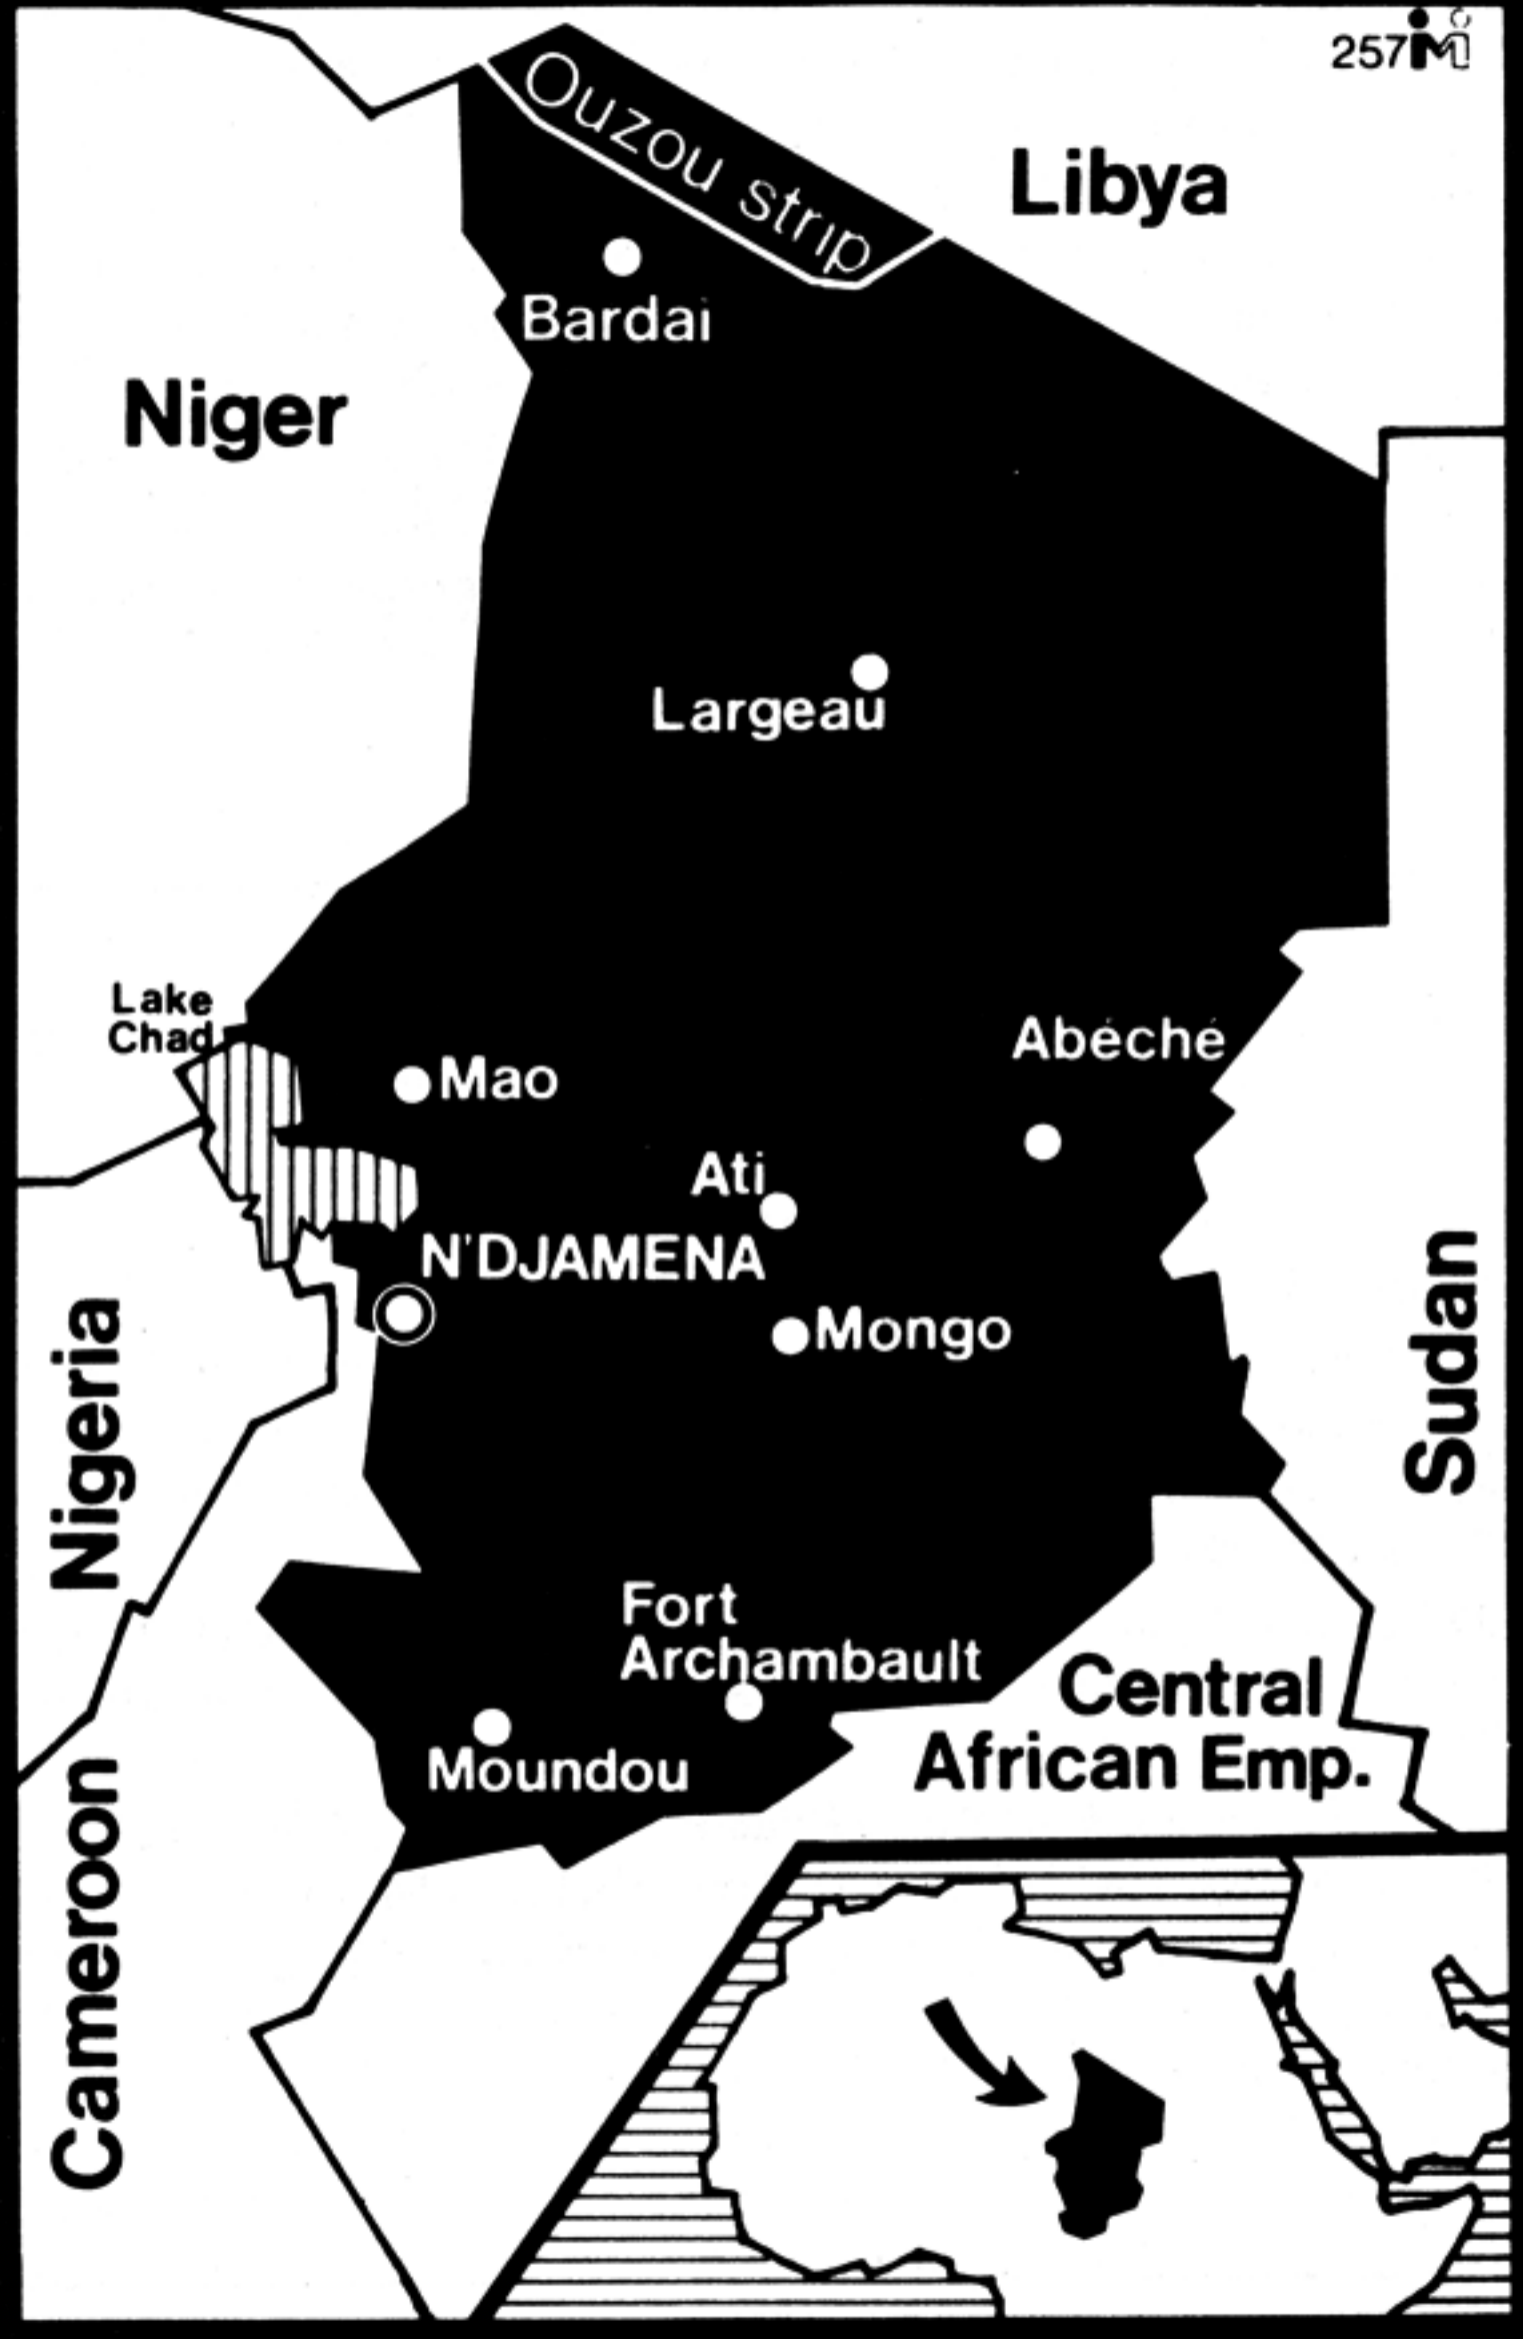 257
Ouzou strip
Libya
Bardai
Niger
Largeau
Lake
Chad
Abéché
Mao
Ati
N'DJAMENA
Mongo
Nigeria
Sudan
Fort
Archambault
Central
African Emp.
Moundou
Cameroon